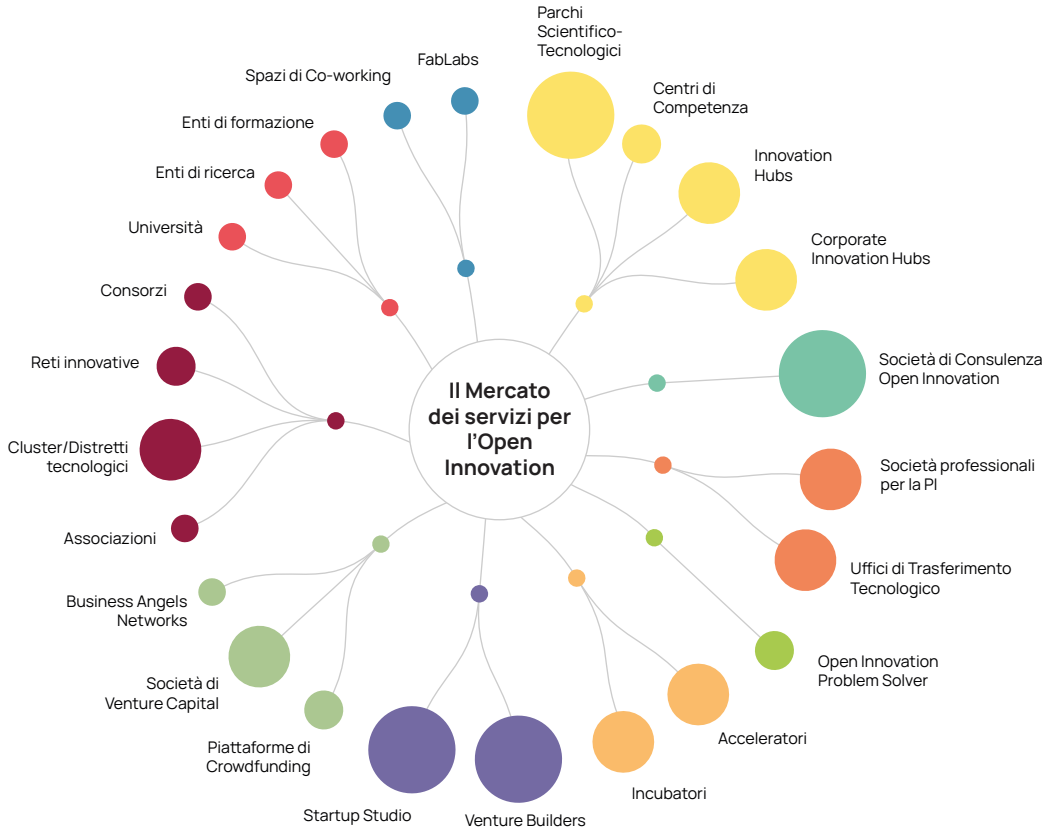 Parchi
Scientifico-
Tecnologici
FabLabs
Spazi di Co-working
Centri di
Competenza
Enti di formazione
Innovation
Hubs
Enti di ricerca
Università
Corporate
Innovation Hubs
Consorzi
Reti innovative
Società di Consulenza
Open Innovation
Il Mercato
dei servizi per
l'Open
Innovation
Cluster/Distretti
tecnologici
Società professionali
per la PI
Associazioni
Uffici di Trasferimento
Tecnologico
Business Angels
Networks
Open Innovation
Problem Solver
Società di
Venture Capital
Acceleratori
Piattaforme di
Crowdfunding
Incubatori
Startup Studio
Venture Builders